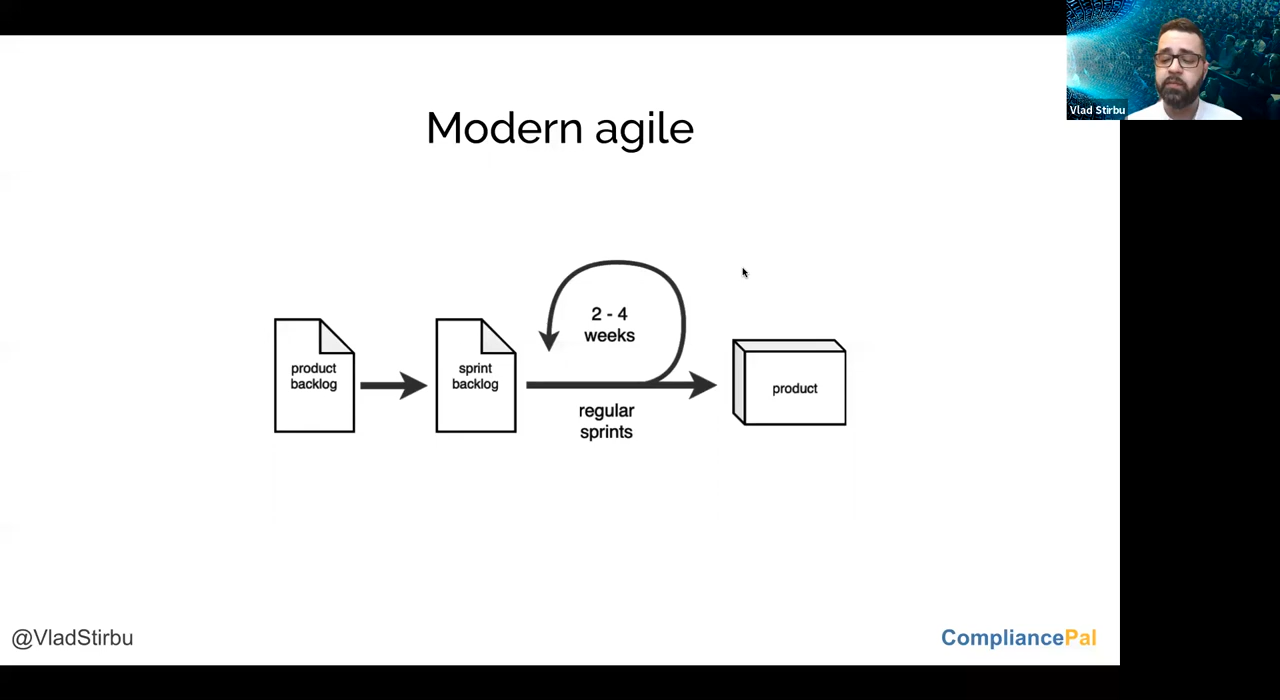 Modern agile
Vlad Stirbu
product
backlog
sprint
backlog
2 - 4
weeks
regular
sprints
product
@VladStirbu
CompliancePal